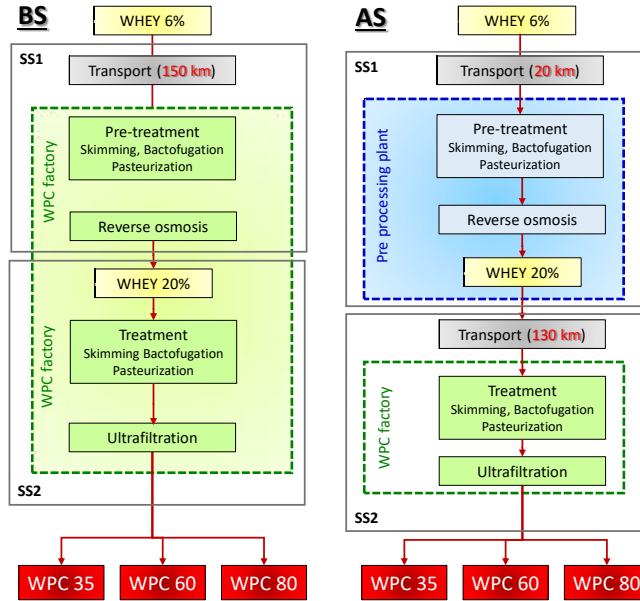 BS
WHEY 6%
SS1
Transport (150 km)
Pre-treatment
Skimming, Bactofugation
Pasteurization
WPC factory
Reverse osmosis
WHEY 20%
Treatment
Skimming Bactofugation
Pasteurization
WPC factory
Ultrafiltration
SS2
WPC 35
WPC 60
WPC 80
AS
WHEY 6%
SS1
Transport (20 km)
Pre-treatment
Skimming, Bactofugation
Pasteurization
Pre processing plant
Reverse osmosis
WHEY 20%
Transport (130 km)
Treatment
Skimming, Bactofugation
Pasteurization
WPC factory
Ultrafiltration
SS2
WPC 35
WPC 60
WPC 80